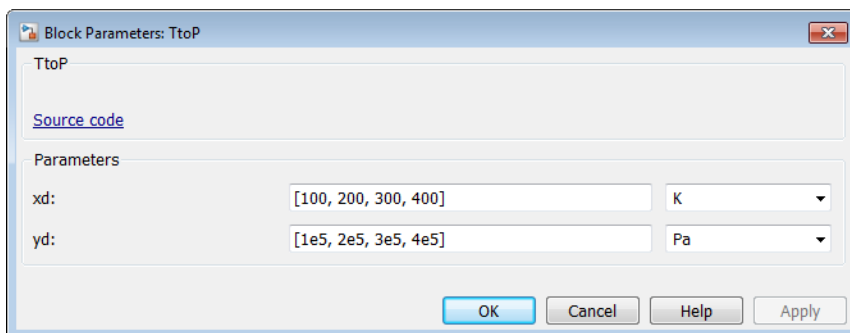 Block Parameters: TtoP
TtoP
Source code
Parameters
xd: [100, 200, 300, 400] K
yd: [1e5, 2e5, 3e5, 4e5] Pa
OK Cancel Help Apply